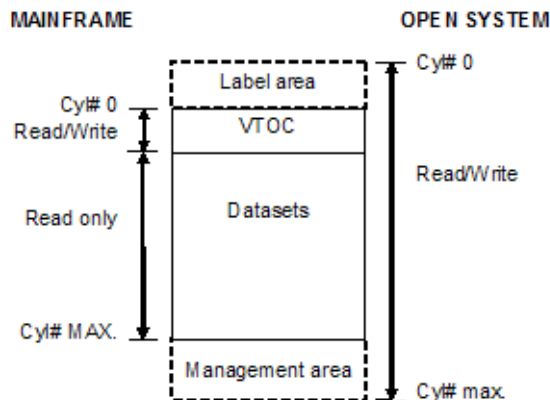 MAINFRAME
OPEN SYSTEM
Cyl# 0
Label area
Cyl# 0
Read/Write
VTOC
Read/Write
Read only
Datasets
Cyl# MAX.
Management area
Cyl# max.